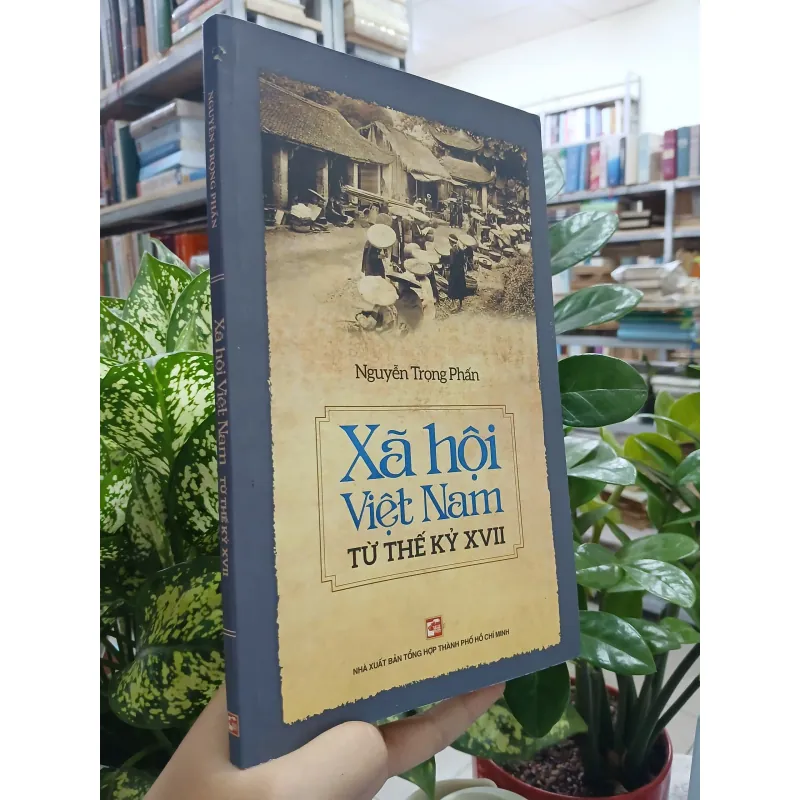 NGUYỄN TRỌNG PHẤN
Xã hội Việt Nam TỪ THẾ KỶ XVII
Nguyễn Trọng Phấn
Xã hội
Việt Nam
TỪ THẾ KỶ XVII
NHÀ XUẤT BẢN TỔNG HỢP THÀNH PHỐ HỒ CHÍ MINH